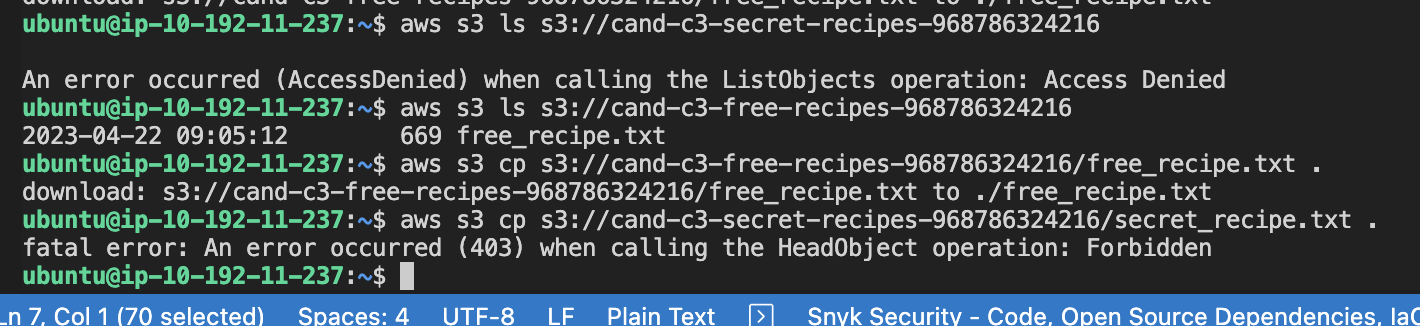 download: s3://cand-c3-free-recipes-968786324216/free_recipe.txt to ./free_recipe.txt
ubuntu@ip-10-192-11-237:~$ aws s3 ls s3://cand-c3-secret-recipes-968786324216
An error occurred (AccessDenied) when calling the ListObjects operation: Access Denied
ubuntu@ip-10-192-11-237:~$ aws s3 ls s3://cand-c3-free-recipes-968786324216
2023-04-22 09:05:12        669 free_recipe.txt
ubuntu@ip-10-192-11-237:~$ aws s3 cp s3://cand-c3-free-recipes-968786324216/free_recipe.txt .
download: s3://cand-c3-free-recipes-968786324216/free_recipe.txt to ./free_recipe.txt
ubuntu@ip-10-192-11-237:~$ aws s3 cp s3://cand-c3-secret-recipes-968786324216/secret_recipe.txt .
fatal error: An error occurred (403) when calling the HeadObject operation: Forbidden
ubuntu@ip-10-192-11-237:~$
Ln 7, Col 1 (70 selected) Spaces: 4 UTF-8 LF Plain Text Snyk Security - Code, Open Source Dependencies, IaC